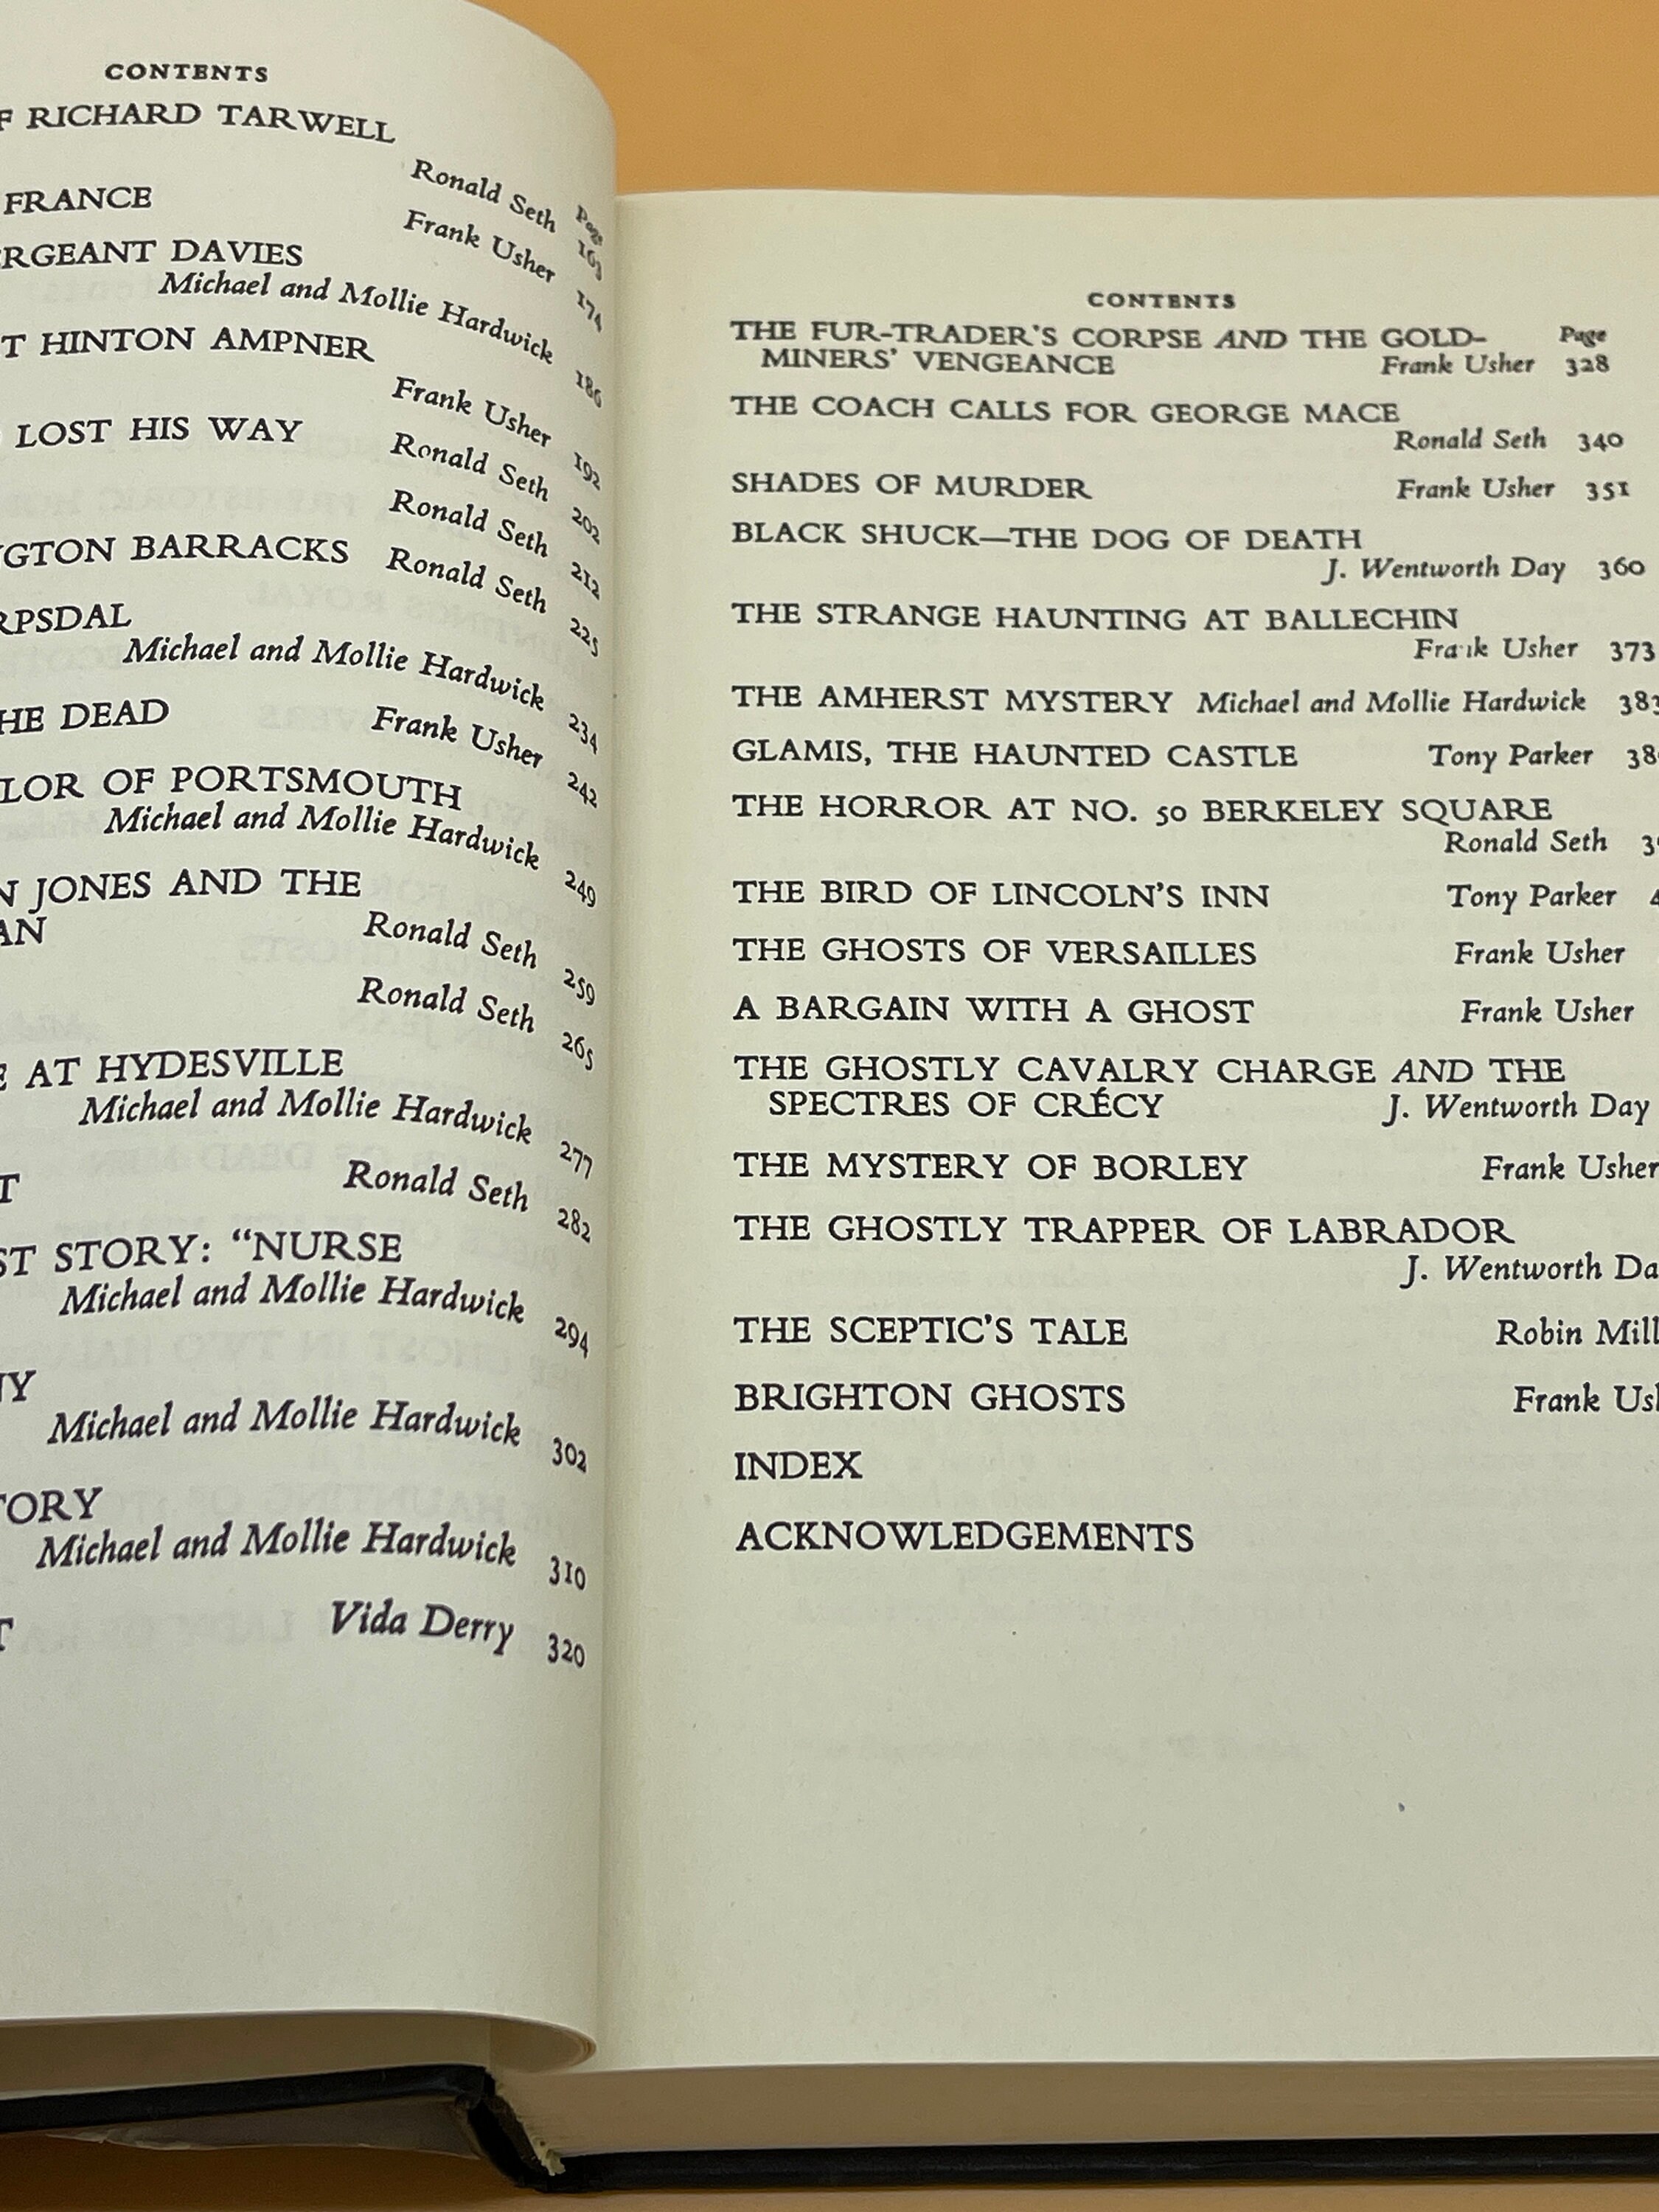 CONTENTS
RICHARD TARWELL
Ronald Seth
Page
163
FRANCE
Frank Usher 174
DAVIES
Michael and Mollie Hardwick 180
HINTON AMPNER
Frank Usher 192
LOST HIS WAY
Ronald Seth 202
Ronald Seth 212
BARRACKS Ronald Seth 225
Michael and Mollie Hardwick 234
DEAD Frank Usher 242
OF PORTSMOUTH
Michael and Mollie Hardwick 249
JONES AND THE
Ronald Seth 259
Ronald Seth 265
AT HYDESVILLE
Michael and Mollie Hardwick 277
Ronald Seth 282
STORY: “NURSE
Michael and Mollie Hardwick 294
Michael and Mollie Hardwick 302
Michael and Mollie Hardwick 310
Vida Derry 320
CONTENTS
THE FUR-TRADER’S CORPSE AND THE GOLD- Page
MINERS’ VENGEANCE Frank Usher 328
THE COACH CALLS FOR GEORGE MACE
Ronald Seth 340
SHADES OF MURDER Frank Usher 351
BLACK SHUCK—THE DOG OF DEATH
J. Wentworth Day 360
THE STRANGE HAUNTING AT BALLECHIN
Frank Usher 373
THE AMHERST MYSTERY Michael and Mollie Hardwick 383
GLAMIS, THE HAUNTED CASTLE Tony Parker
THE HORROR AT NO. 50 BERKELEY SQUARE
Ronald Seth
THE BIRD OF LINCOLN’S INN Tony Parker
THE GHOSTS OF VERSAILLES Frank Usher
A BARGAIN WITH A GHOST Frank Usher
THE GHOSTLY CAVALRY CHARGE AND THE
SPECTRES OF CRÉCY J. Wentworth Day
THE MYSTERY OF BORLEY Frank Usher
THE GHOSTLY TRAPPER OF LABRADOR
J. Wentworth
THE SCEPTIC’S TALE Robin
BRIGHTON GHOSTS Frank
INDEX
ACKNOWLEDGEMENTS